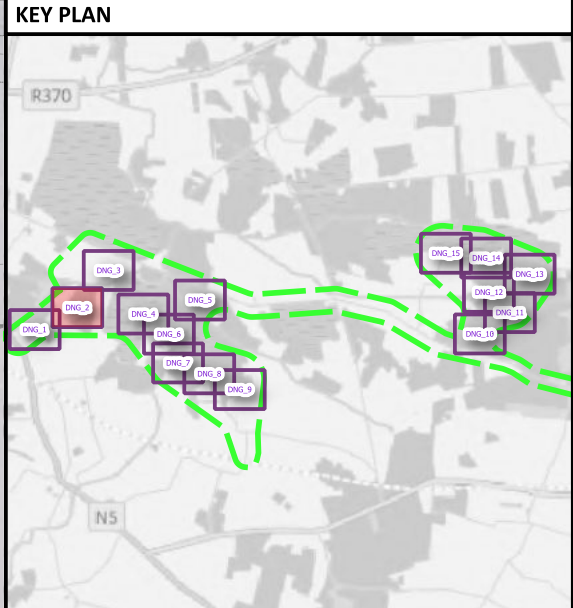 KEY PLAN
R370
DNG_15
DNG_14
DNG_3
DNG_13
DNG_12
DNG_5
DNG_2
DNG_4
DNG_11
DNG_1
DNG_6
DNG_10
DNG_7
DNG_8
DNG_9
N5